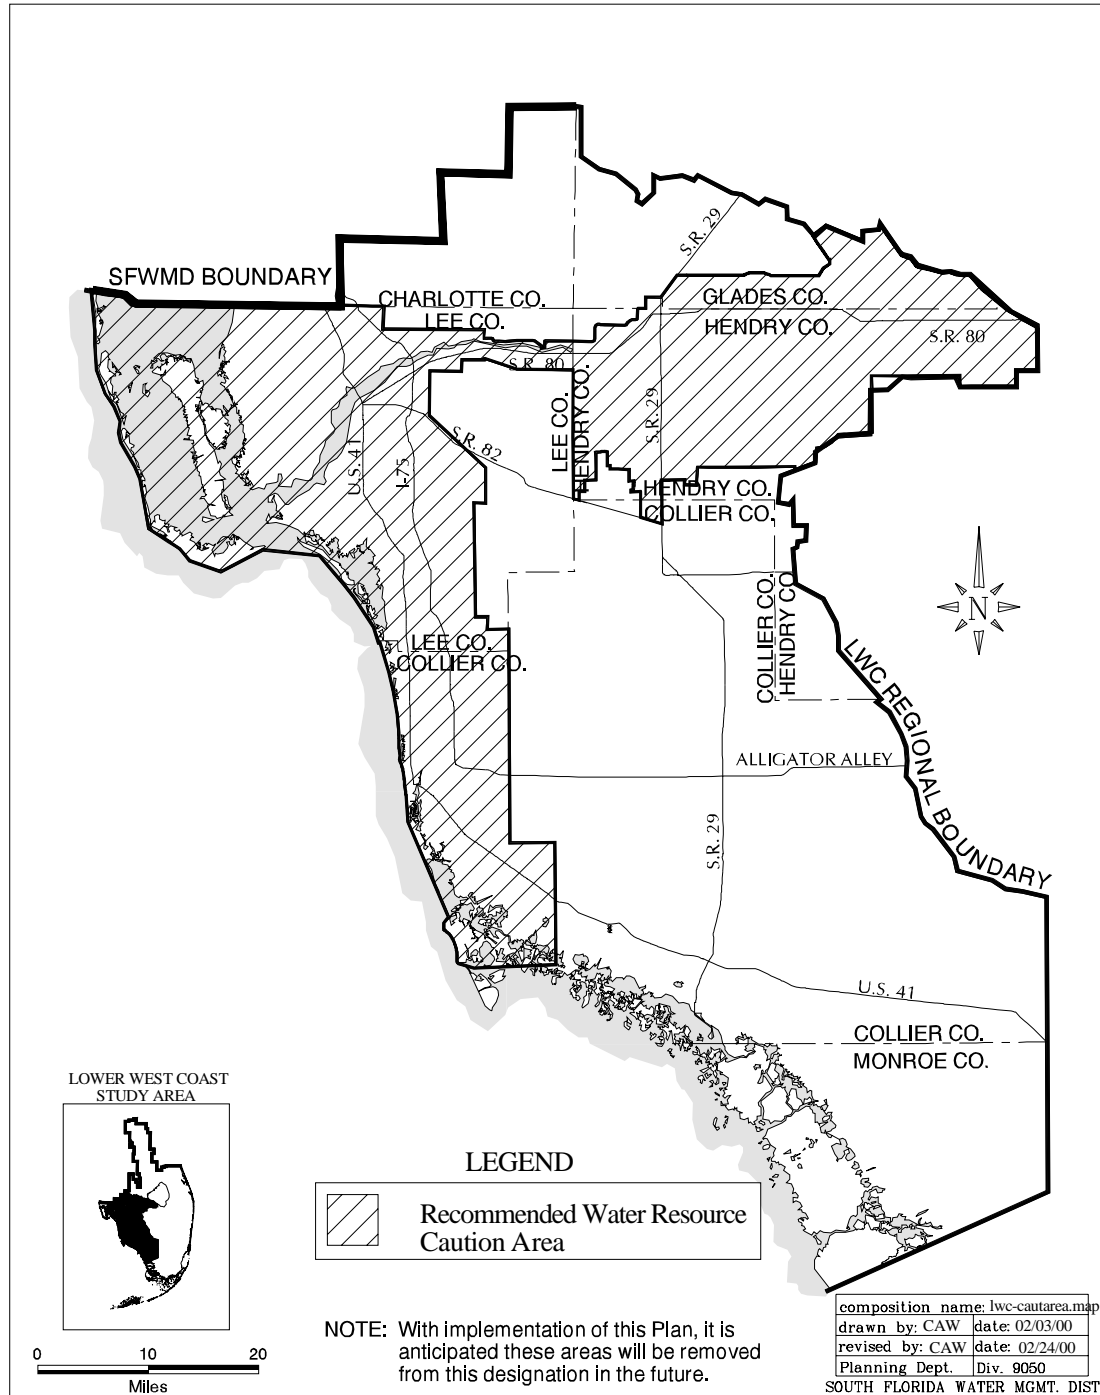 S.R. 29
SFWMD BOUNDARY
CHARLOTTE CO.
LEE CO.
GLADES CO.
HENDRY CO.
S.R. 80
S.R. 80
LEE CO.
HENDRY CO.
S.R. 29
S.R. 82
U.S. 41
I-75
HENDRY CO.
COLLIER CO.
N
COLLIER CO.
HENDRY CO.
LEE CO.
COLLIER CO.
LWC REGIONAL BOUNDARY
ALLIGATOR ALLEY
S.R. 29
U.S. 41
COLLIER CO.
MONROE CO.
LOWER WEST COAST
STUDY AREA
LEGEND
Recommended Water Resource
Caution Area
NOTE: With implementation of this Plan, it is
anticipated these areas will be removed
from this designation in the future.
0 10 20
Miles
composition name: lwc-cautarea.map
drawn by: CAW date: 02/03/00
revised by: CAW date: 02/24/00
Planning Dept. Div. 9050
SOUTH FLORIDA WATER MGMT. DIST